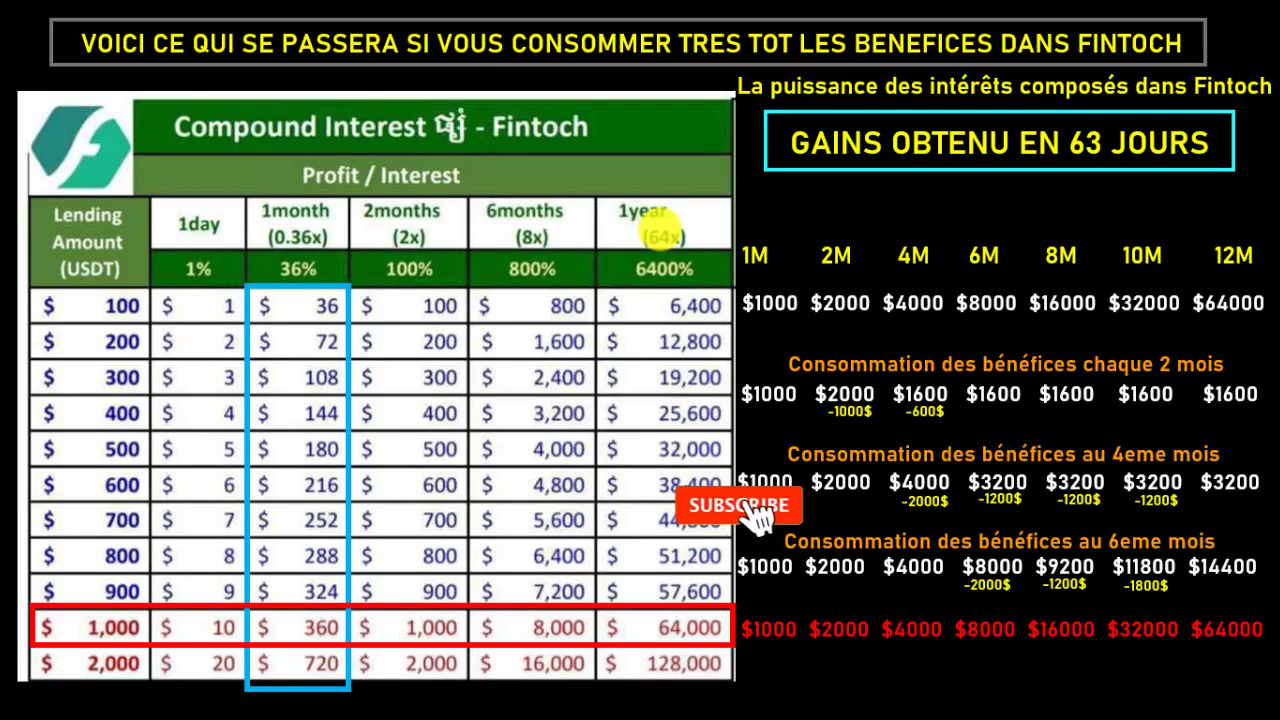 VOICI CE QUI SE PASSERA SI VOUS CONSOMMER TRES TOT LES BENEFICES DANS FINTOCH
La puissance des intérêts composés dans Fintoch
GAINS OBTENU EN 63 JOURS
Compound Interest ផ្សំ - Fintoch
Profit / Interest
Lending Amount (USDT) 1day 1month (0.36x) 2months (2x) 6months (8x) 1year (64x)
1% 36% 100% 800% 6400%
$ 100 $ 1 $ 36 $ 100 $ 800 $ 6,400
$ 200 $ 2 $ 72 $ 200 $ 1,600 $ 12,800
$ 300 $ 3 $ 108 $ 300 $ 2,400 $ 19,200
$ 400 $ 4 $ 144 $ 400 $ 3,200 $ 25,600
$ 500 $ 5 $ 180 $ 500 $ 4,000 $ 32,000
$ 600 $ 6 $ 216 $ 600 $ 4,800 $
$ 700 $ 7 $ 252 $ 700 $ 5,600 $
$ 800 $ 8 $ 288 $ 800 $ 6,400 $ 51,200
$ 900 $ 9 $ 324 $ 900 $ 7,200 $ 57,600
$ 1,000 $ 10 $ 360 $ 1,000 $ 8,000 $ 64,000
$ 2,000 $ 20 $ 720 $ 2,000 $ 16,000 $ 128,000
1M 2M 4M 6M 8M 10M 12M
$1000 $2000 $4000 $8000 $16000 $32000 $64000
Consommation des bénéfices chaque 2 mois
$1000 $2000 $1600 $1600 $1600 $1600 $1600
-1000$ -600$
Consommation des bénéfices au 4eme mois
$1000 $2000 $4000 $3200 $3200 $3200 $3200
-2000$ -1200$ -1200$ -1200$
SUBSCRIBE
Consommation des bénéfices au 6eme mois
$1000 $2000 $4000 $8000 $9200 $11800 $14400
-2000$ -1200$ -1800$
$1000 $2000 $4000 $8000 $16000 $32000 $64000